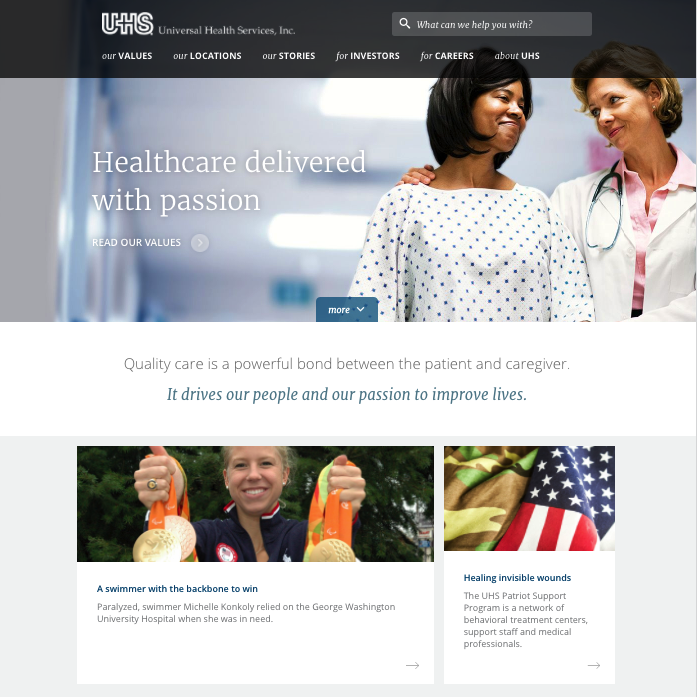 UHS Universal Health Services, Inc.
What can we help you with?
our VALUES our LOCATIONS our STORIES for INVESTORS for CAREERS about UHS
Healthcare delivered
with passion
READ OUR VALUES
more
Quality care is a powerful bond between the patient and caregiver.
It drives our people and our passion to improve lives.
A swimmer with the backbone to win
Paralyzed, swimmer Michelle Konkoly relied on the George Washington
University Hospital when she was in need.
Healing invisible wounds
The UHS Patriot Support
Program is a network of
behavioral treatment centers,
support staff and medical
professionals.